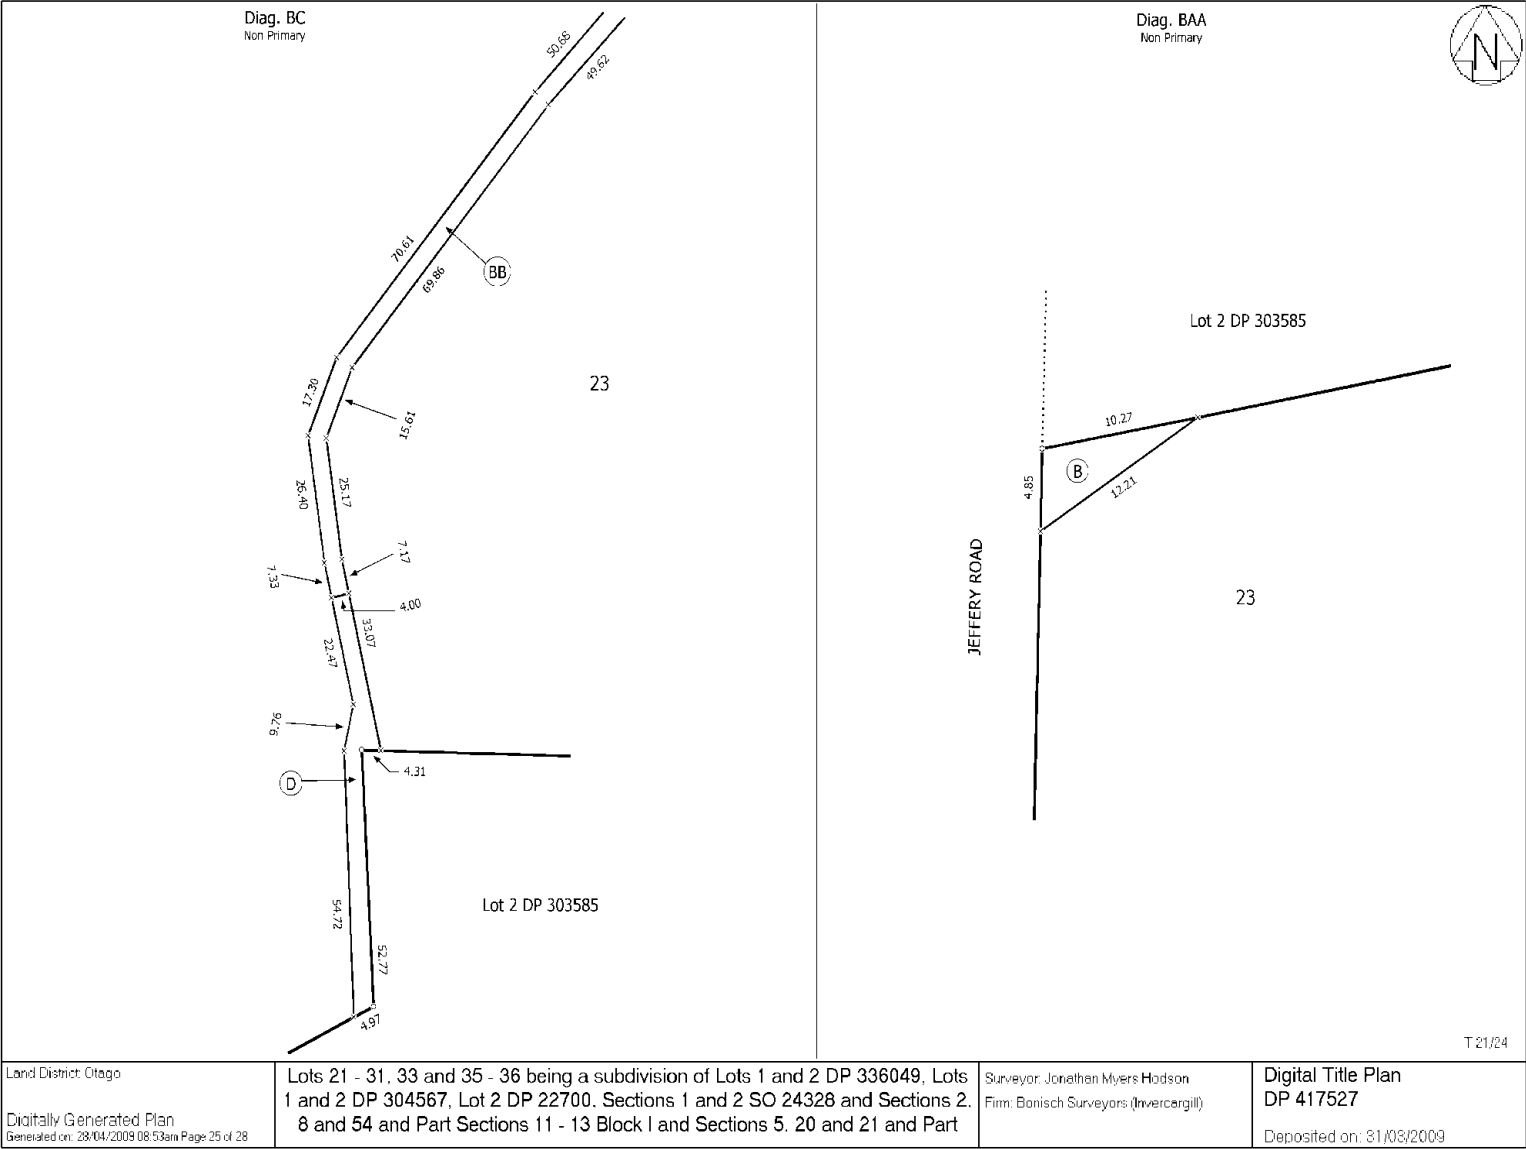 Diag. BC
Non Primary
50.65
49.62
70.61
BB
69.86
23
17.30
15.61
26.40
25.17
7.17
7.33
4.00
33.07
22.47
9.76
4.31
D
Lot 2 DP 303585
54.72
52.77
4.97
Diag. BAA
Non Primary
N
Lot 2 DP 303585
10.27
B
4.85
12.21
JEFFERY ROAD
23
T 21/24
Land District: Otago
Digitally Generated Plan
Generated on: 28/04/2009 08:53am Page 25 of 28
Lots 21 - 31, 33 and 35 - 36 being a subdivision of Lots 1 and 2 DP 336049, Lots
1 and 2 DP 304567, Lot 2 DP 22700, Sections 1 and 2 SO 24328 and Sections 2,
8 and 54 and Part Sections 11 - 13 Block I and Sections 5, 20 and 21 and Part
Surveyor: Jonathan Myers Hodson
Firm: Bonisch Surveyors (Invercargill)
Digital Title Plan
DP 417527
Deposited on: 31/03/2009